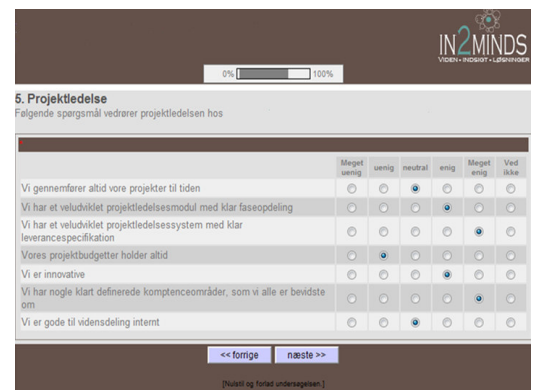 IN2MINDS
VIDEN • INDSIGT • LØSNINGER
0% 100%
5. Projektledelse
Følgende spørgsmål vedrører projektledelsen hos
*
Meget uenig uenig neutral enig Meget enig Ved ikke
Vi gennemfører altid vore projekter til tiden
Vi har et veludviklet projektledelsesmodul med klar faseopdeling
Vi har et veludviklet projektledelsessystem med klar
leverancespecifikation
Vores projektbudgetter holder altid
Vi er innovative
Vi har nogle klart definerede komptenceområder, som vi alle er bevidste
om
Vi er gode til vidensdeling internt
<< forrige næste >>
[Nulstil og forlad undersøgelsen.]